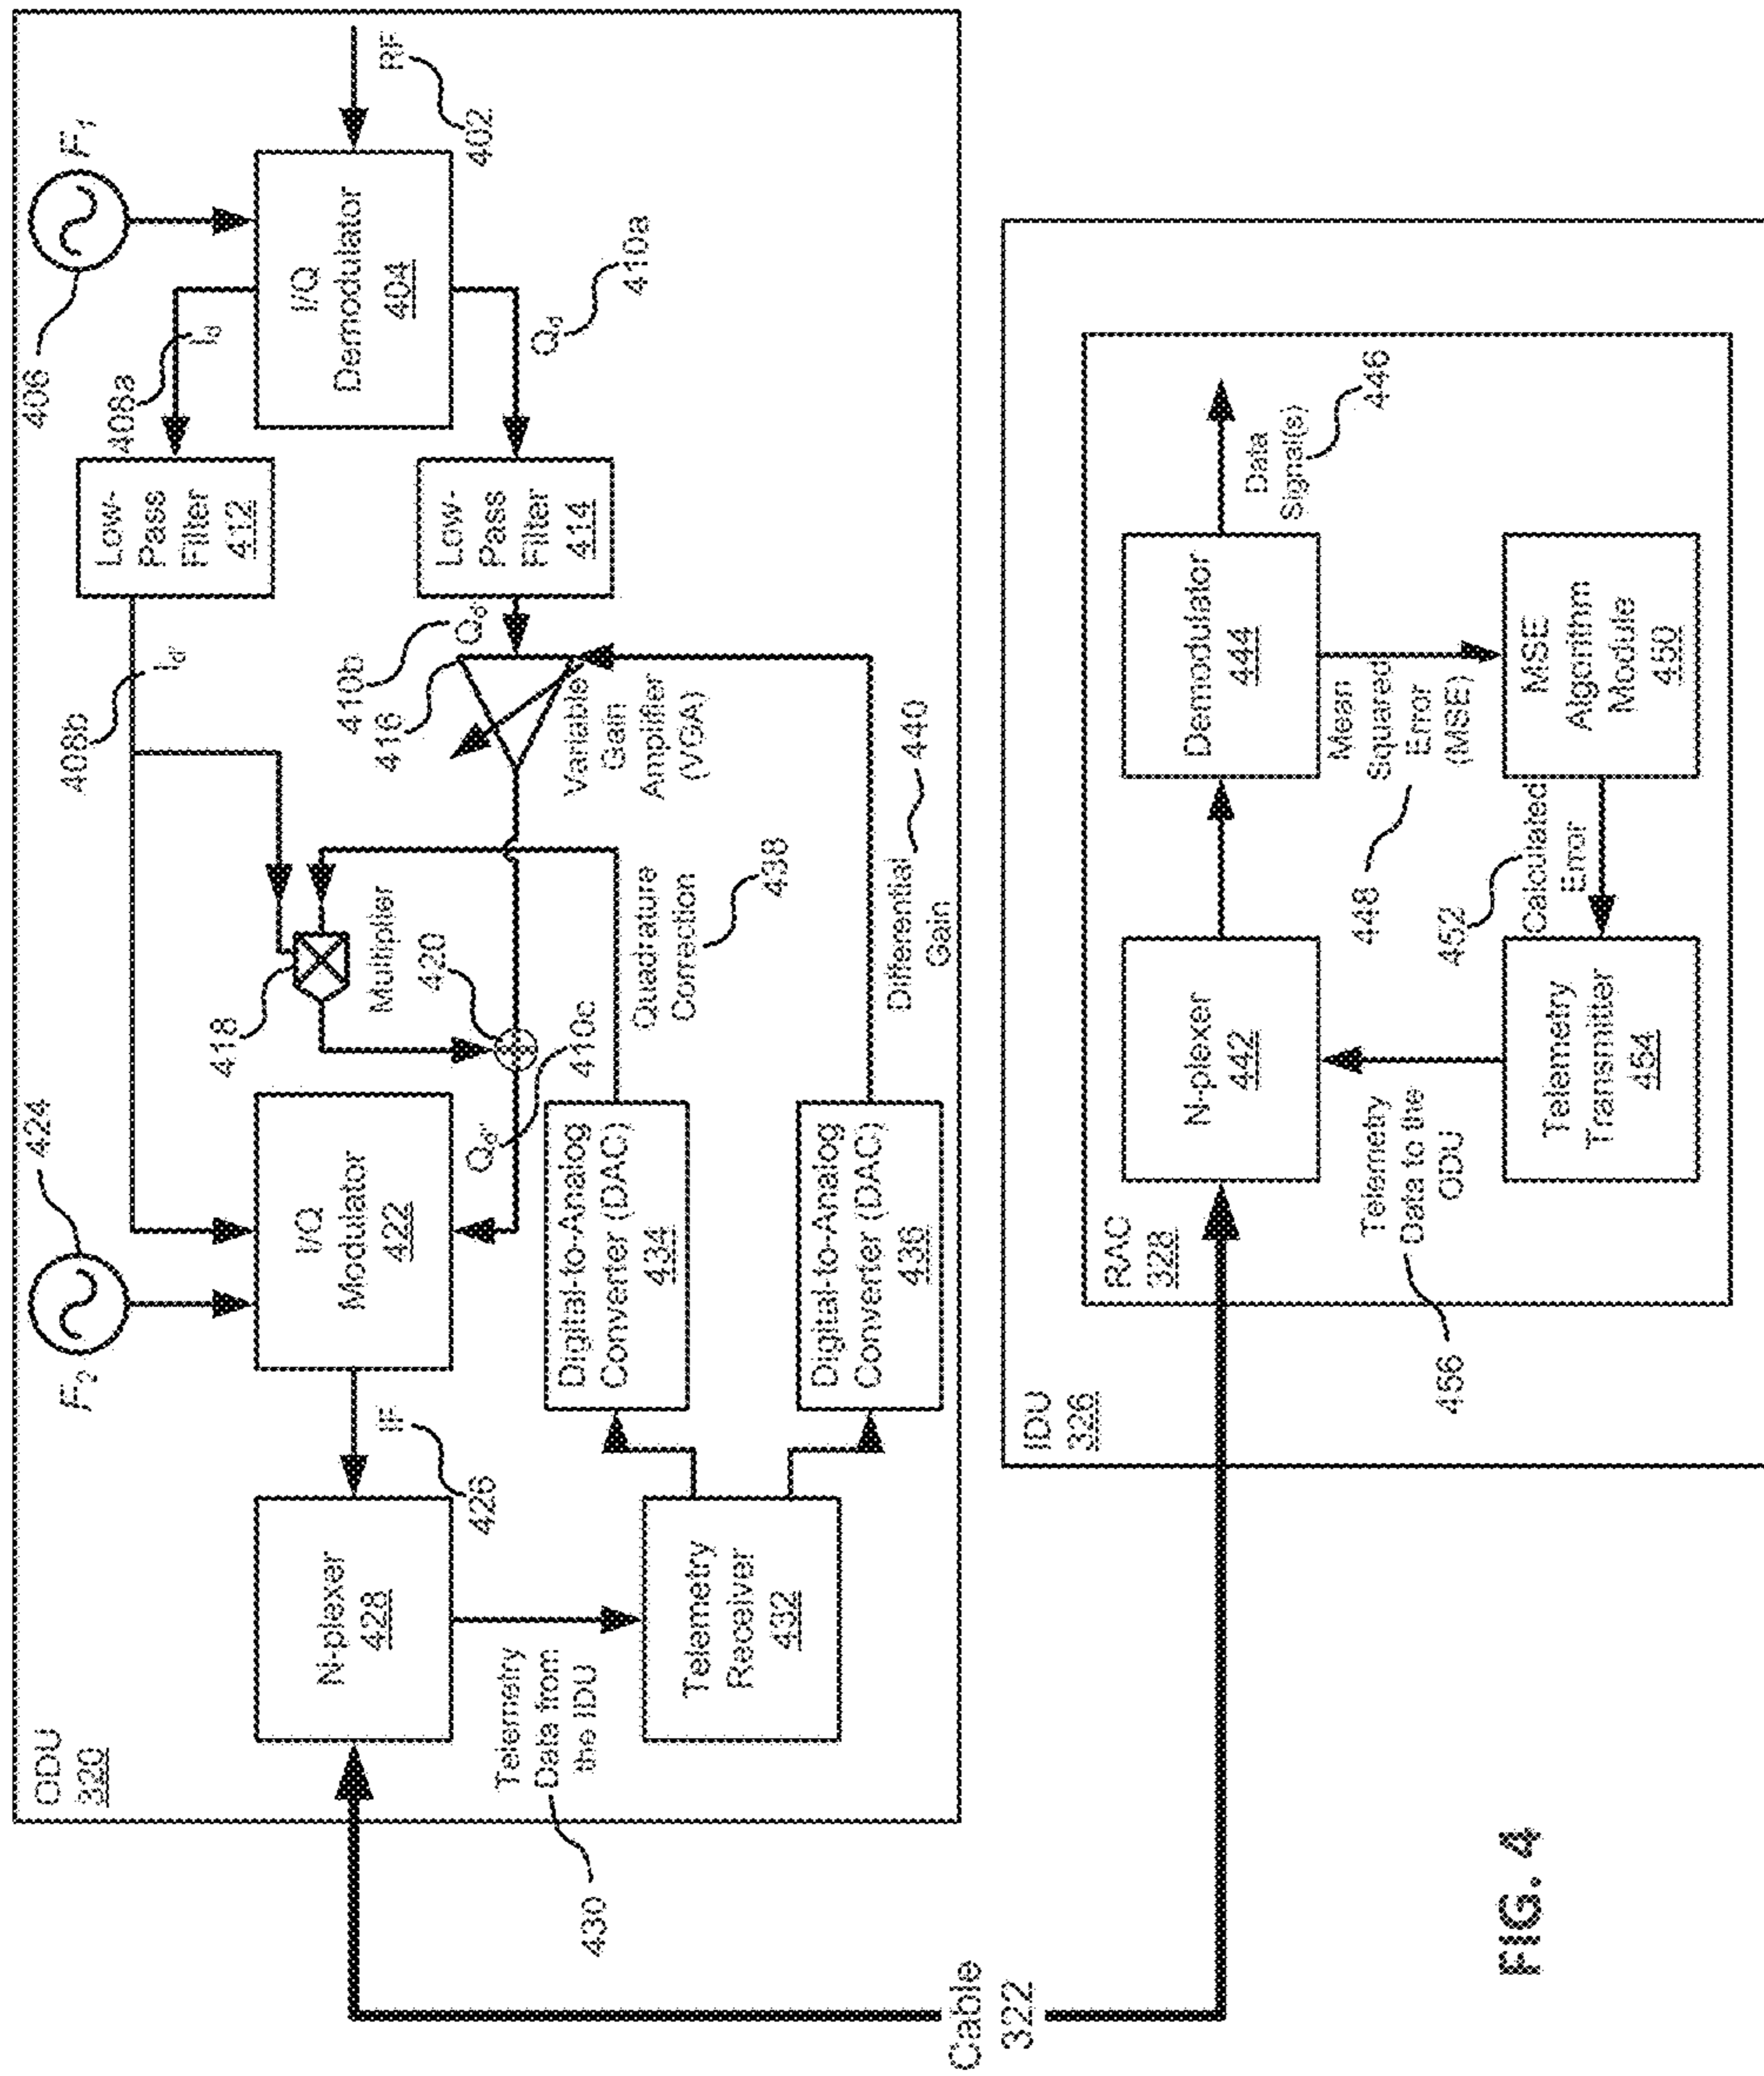 ODU
320
F2
424
406
F1
N-plexer
428
IF
426
I/Q
Modulator
422
418
Multiplier
420
Qd'
410c
408b
Id'
Low-
Pass
Filter
412
408a
Id
I/Q
Demodulator
404
RF
402
Qd
410a
Low-
Pass
Filter
414
410b
416
Variable
Gain
Amplifier
(VGA)
Telemetry
Data from
the IDU
430
Telemetry
Receiver
432
Digital-to-Analog
Converter (DAC)
434
Quadrature
Correction
438
Digital-to-Analog
Converter (DAC)
436
Differential
Gain
440
Cable
322
IDU
326
RAC
328
N-plexer
442
Demodulator
444
Data
Signal(s)
446
Mean
Squared
Error
(MSE)
448
MSE
Algorithm
Module
450
Calculated
Error
452
Telemetry
Transmitter
454
Telemetry
Data to the
ODU
456
FIG. 4